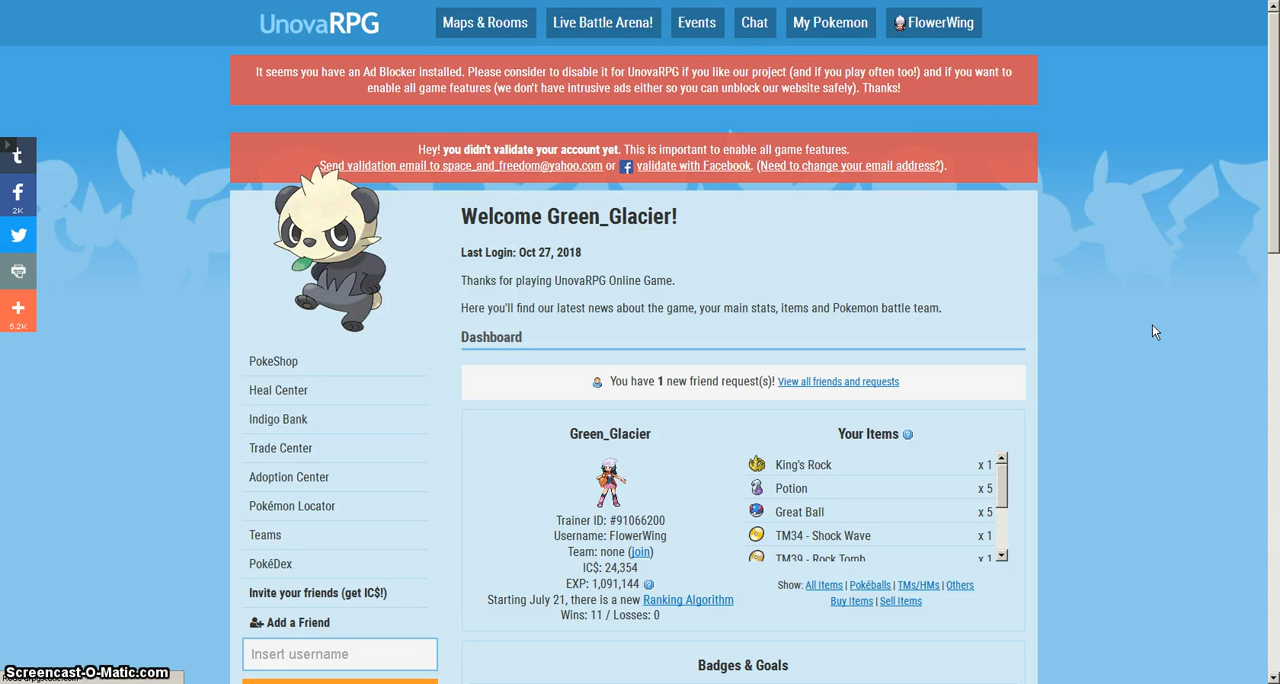 UnovaRPG
Maps & Rooms
Live Battle Arena!
Events
Chat
My Pokemon
FlowerWing
It seems you have an Ad Blocker installed. Please consider to disable it for UnovaRPG if you like our project (and if you play often too!) and if you want to
enable all game features (we don't have intrusive ads either so you can unblock our website safely). Thanks!
Hey! you didn't validate your account yet. This is important to enable all game features.
Send validation email to space_and_freedom@yahoo.com or validate with Facebook. (Need to change your email address?).
2K
5.2K
Welcome Green_Glacier!
Last Login: Oct 27, 2018
Thanks for playing UnovaRPG Online Game.
Here you'll find our latest news about the game, your main stats, items and Pokemon battle team.
Dashboard
You have 1 new friend request(s)! View all friends and requests
PokeShop
Heal Center
Indigo Bank
Trade Center
Adoption Center
Pokémon Locator
Teams
PokéDex
Invite your friends (get IC$!)
Add a Friend
Insert username
Green_Glacier
Trainer ID: #91066200
Username: FlowerWing
Team: none (join)
IC$: 24,354
EXP: 1,091,144
Starting July 21, there is a new Ranking Algorithm
Wins: 11 / Losses: 0
Your Items
King's Rock x 1
Potion x 5
Great Ball x 5
TM34 - Shock Wave x 1
TM39 - Rock Tomb x 1
Show: All Items | Pokéballs | TMs/HMs | Others
Buy Items | Sell Items
Badges & Goals
Screencast-O-Matic.com